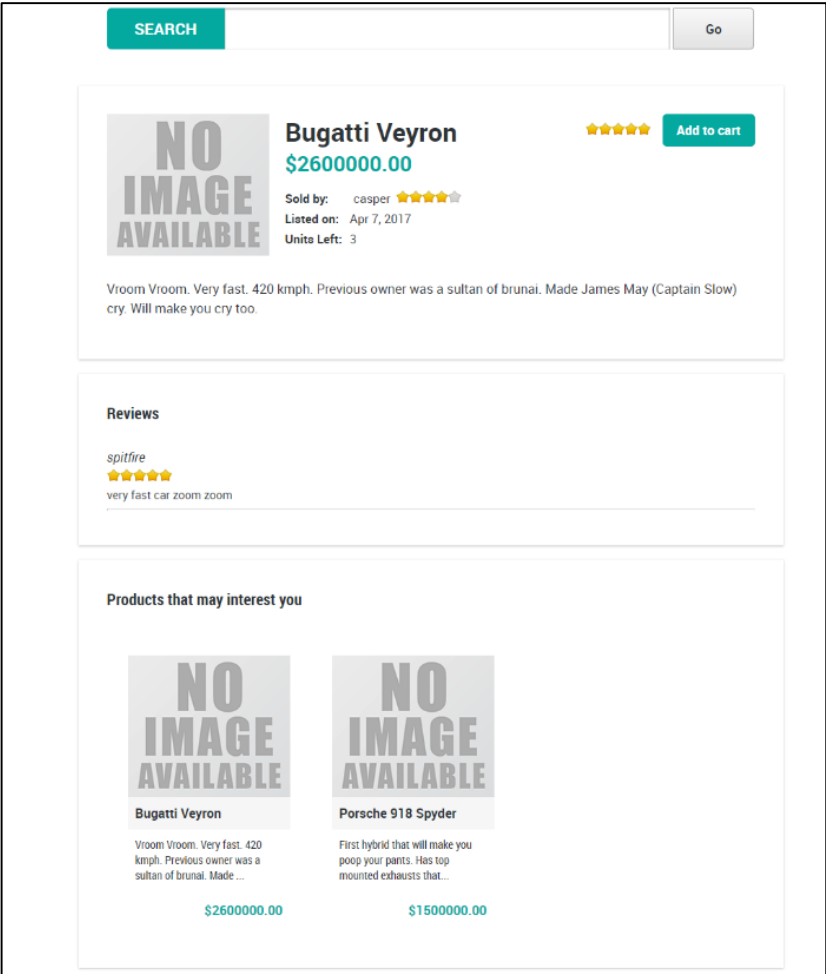 SEARCH
Go
NO
IMAGE
AVAILABLE
Bugatti Veyron
Add to cart
$2600000.00
Sold by: casper
Listed on: Apr 7, 2017
Units Left: 3
Vroom Vroom. Very fast. 420 kmph. Previous owner was a sultan of brunai. Made James May (Captain Slow)
cry. Will make you cry too.
Reviews
spitfire
very fast car zoom zoom
Products that may interest you
NO
IMAGE
AVAILABLE
Bugatti Veyron
Vroom Vroom. Very fast. 420
kmph. Previous owner was a
sultan of brunai. Made ...
$2600000.00
NO
IMAGE
AVAILABLE
Porsche 918 Spyder
First hybrid that will make you
poop your pants. Has top
mounted exhausts that...
$1500000.00